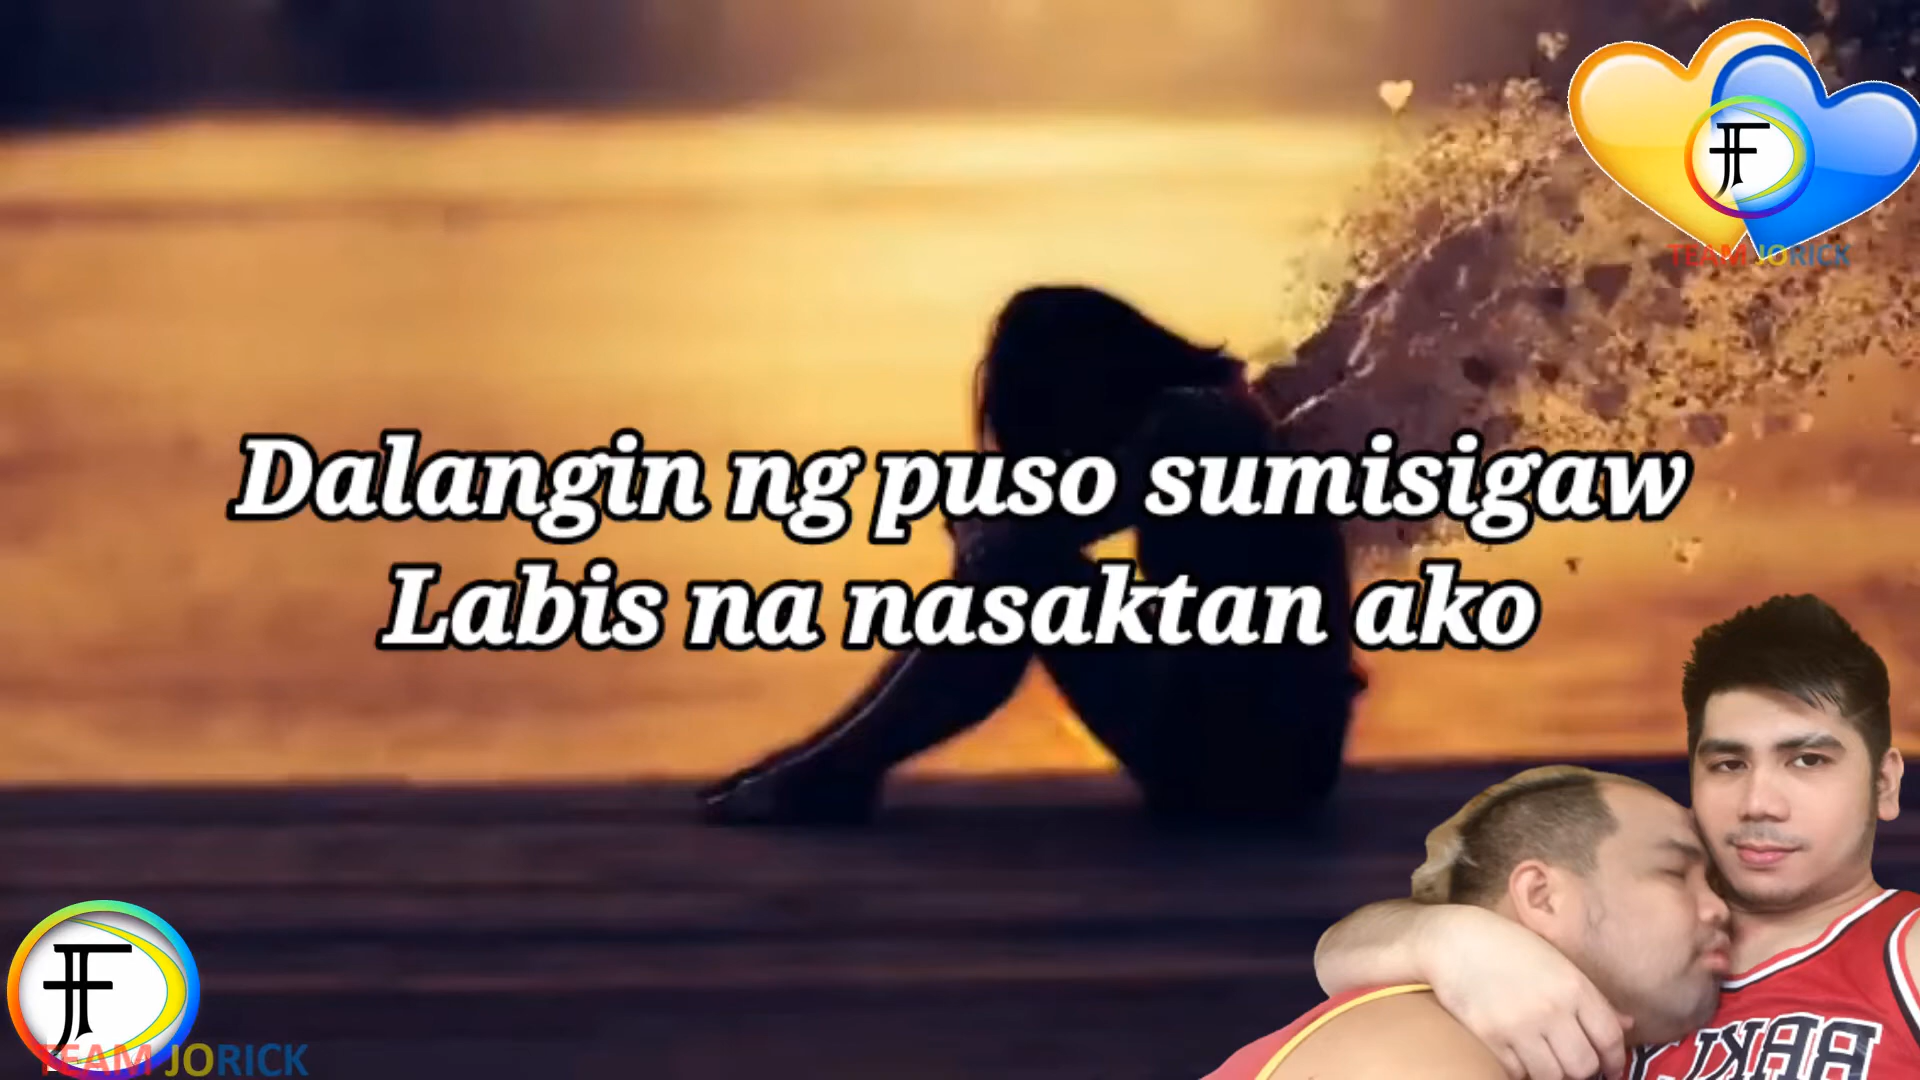 TEAM JORICK
Dalangin ng puso sumisigaw
Labis na nasaktan ako
TEAM JORICK